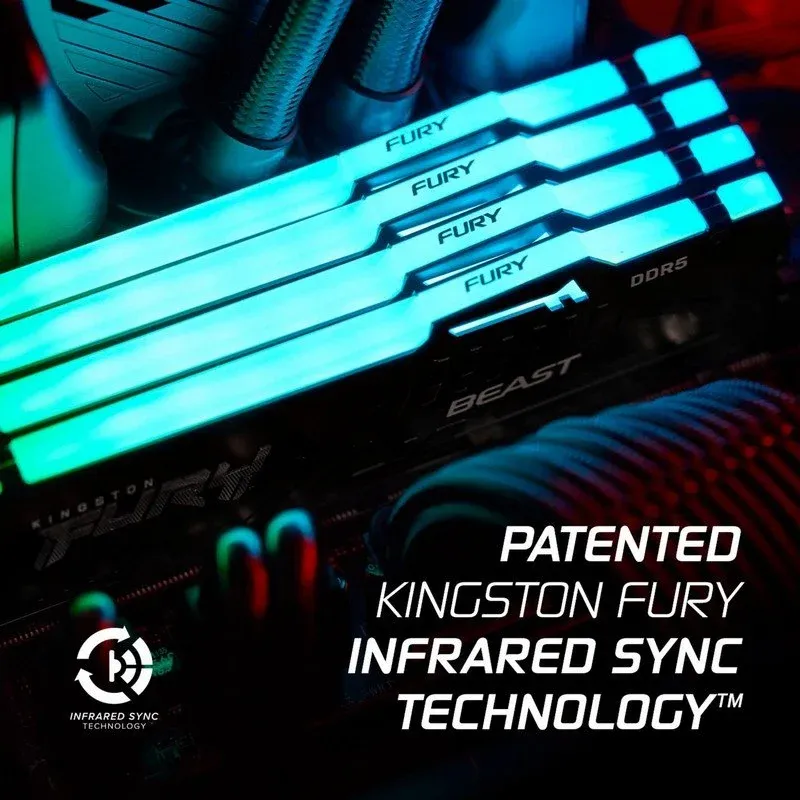 FURY
FURY
FURY
FURY
DDR5
BEAST
KINGSTON
FURY
PATENTED
KINGSTON FURY
INFRARED SYNC
TECHNOLOGY™
INFRARED SYNC
TECHNOLOGY